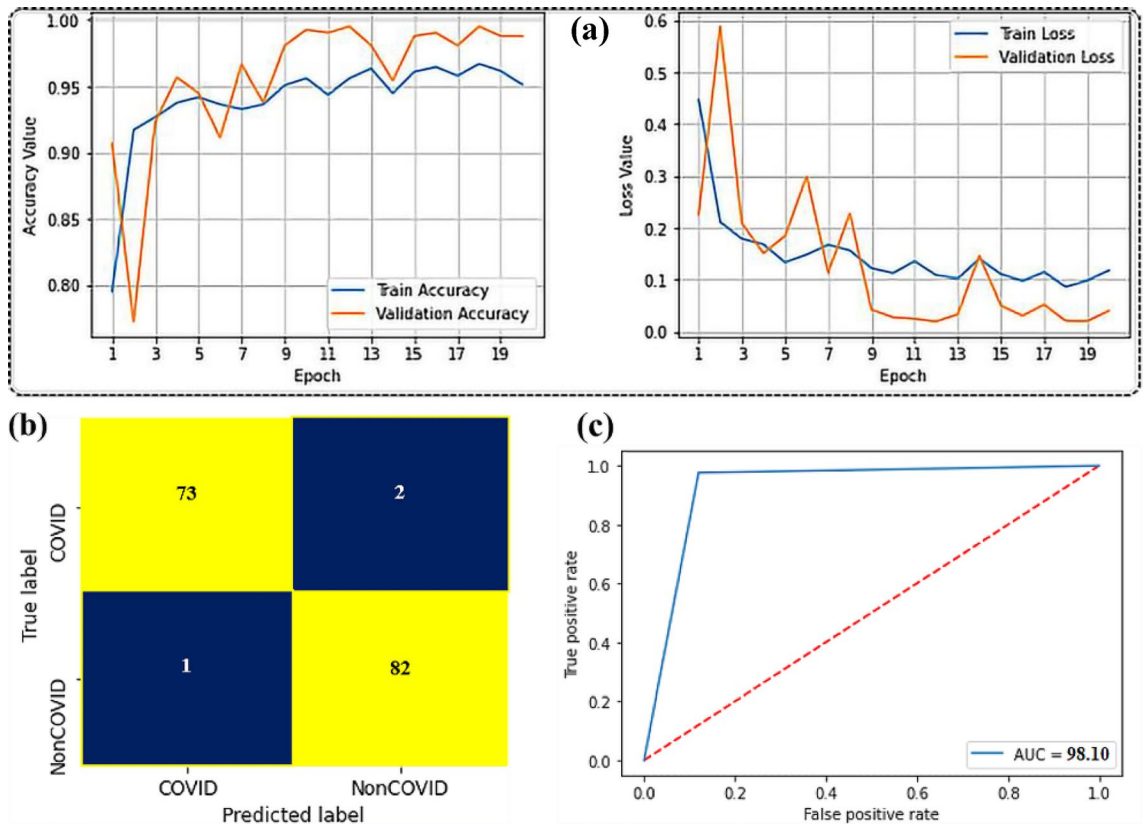 (a)
1.00
0.95
0.90
0.85
0.80
Accuracy Value
Train Accuracy
Validation Accuracy
1 3 5 7 9 11 13 15 17 19
Epoch
0.6
0.5
0.4
0.3
0.2
0.1
0.0
Loss Value
Train Loss
Validation Loss
1 3 5 7 9 11 13 15 17 19
Epoch
(b)
True label
COVID
NonCOVID
73 2
1 82
COVID NonCOVID
Predicted label
(c)
1.0
0.8
0.6
0.4
0.2
0.0
True positive rate
AUC = 98.10
0.0 0.2 0.4 0.6 0.8 1.0
False positive rate